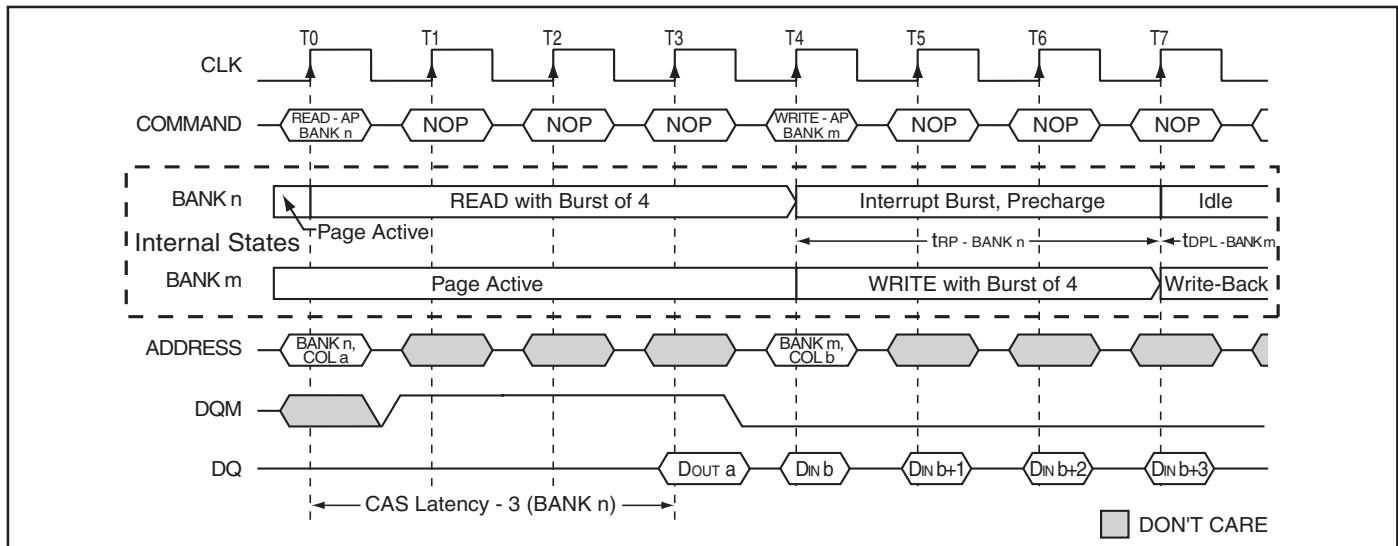 T0 T1 T2 T3 T4 T5 T6 T7
CLK
COMMAND READ - AP BANK n NOP NOP NOP WRITE - AP BANK m NOP NOP NOP
BANK n READ with Burst of 4 Interrupt Burst, Precharge Idle
Page Active
Internal States tRP - BANK n tDPL - BANK m
BANK m Page Active WRITE with Burst of 4 Write-Back
ADDRESS BANK n, COL a BANK m, COL b
DQM
DQ DOUT a DIN b DIN b+1 DIN b+2 DIN b+3
CAS Latency - 3 (BANK n)
DON'T CARE